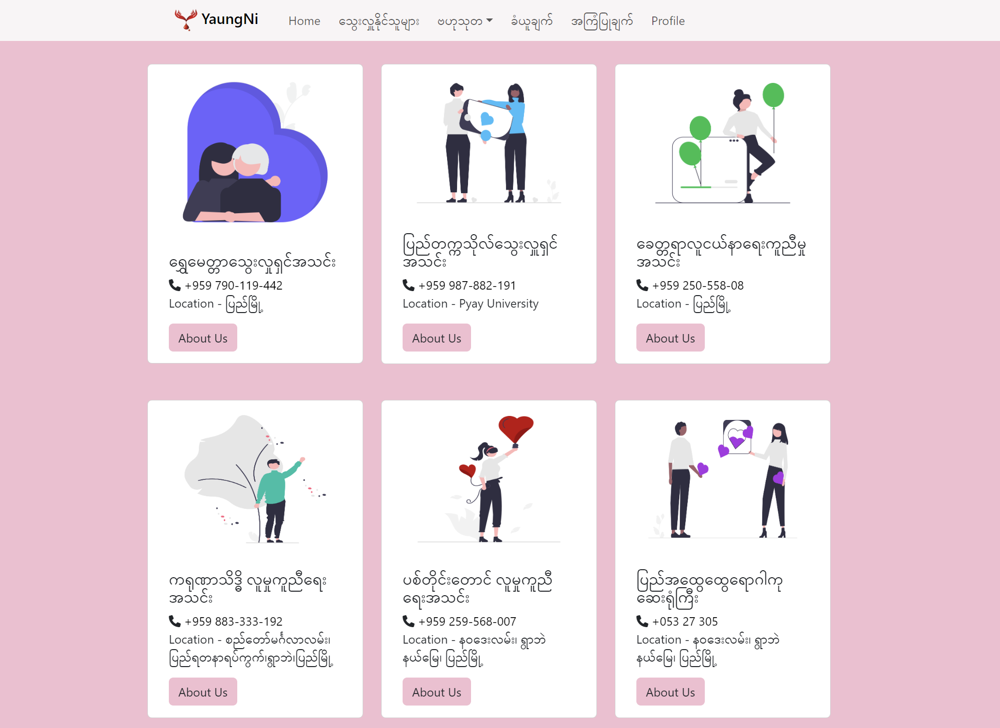 YaungNi
Home
သွေးလှူနိုင်သူများ
ဗဟုသုတ
ခံယူချက်
အကြံပြုချက်
Profile
ရွှေမေတ္တာသွေးလှုရှင်အသင်း
+959 790-119-442
Location - ပြည်မြို့
About Us
ပြည်တက္ကသိုလ်သွေးလှူရှင်
အသင်း
+959 987-882-191
Location - Pyay University
About Us
ခေတ္တရာလူငယ်နာရေးကူညီမှု
အသင်း
+959 250-558-08
Location - ပြည်မြို့
About Us
ကရုဏာသိဒ္ဓိ လူမှုကူညီရေး
အသင်း
+959 883-333-192
Location - စည်တော်မင်္ဂလာလမ်း၊
ပြည်ရတနာရပ်ကွက်၊ရွာဘဲ၊ပြည်မြို့
About Us
ပစ်တိုင်းတောင် လူမှုကူညီ
ရေးအသင်း
+959 259-568-007
Location - နဝဒေးလမ်း၊ ရွာဘဲ
နယ်မြေ၊ ပြည်မြို့
About Us
ပြည်အထွေထွေရောဂါကု
ဆေးရုံကြီး
+053 27 305
Location - နဝဒေးလမ်း၊ ရွာဘဲ
နယ်မြေ၊ ပြည်မြို့
About Us